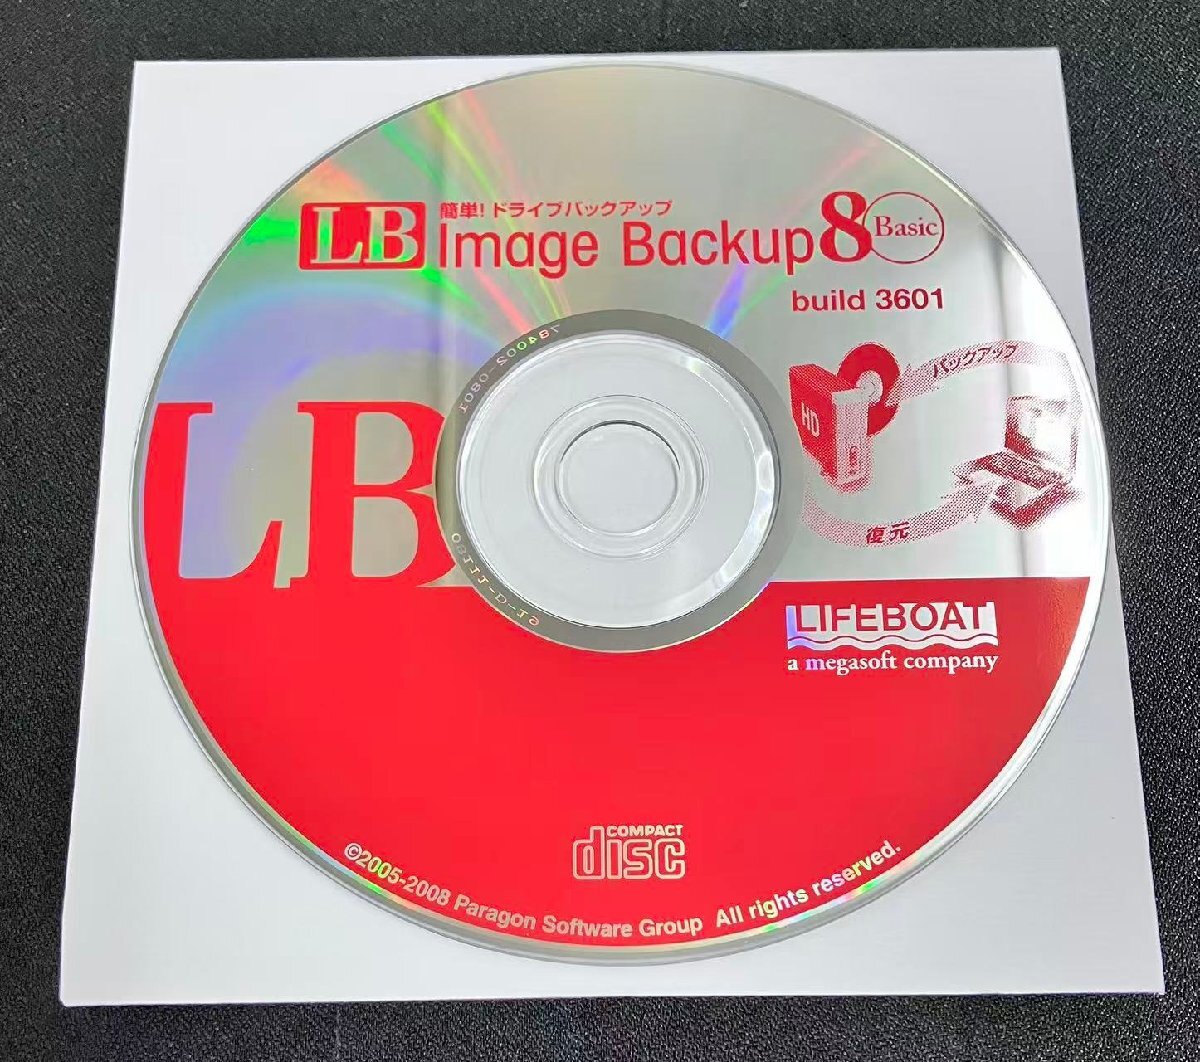 LB
簡単! ドライブバックアップ
Image Backup 8 Basic
build 3601
バックアップ
HD
復元
LB
LIFEBOAT
a megasoft company
COMPACT
disc
©2005-2008 Paragon Software Group All rights reserved.